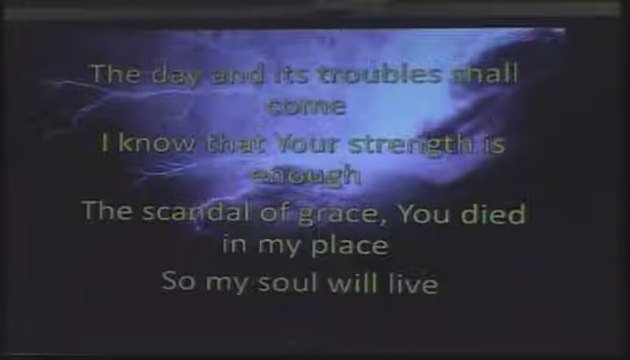 The day and its troubles shall
come
I know that Your strength is
enough
The scandal of grace, You died
in my place
So my soul will live